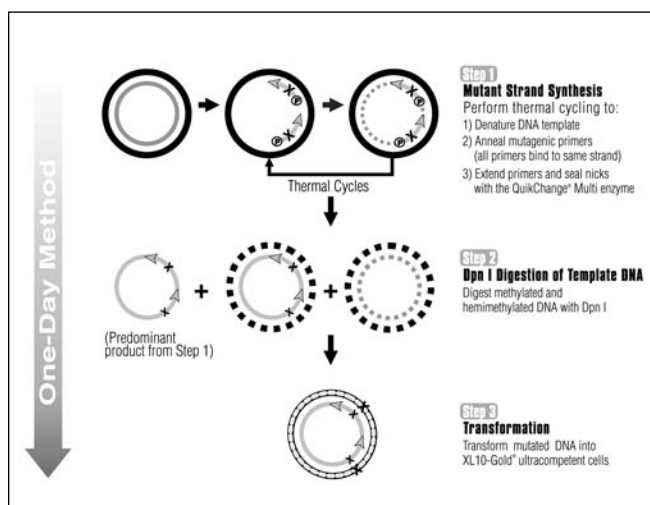 One-Day Method
Step 1
Mutant Strand Synthesis
Perform thermal cycling to:
1) Denature DNA template
2) Anneal mutagenic primers
(all primers bind to same strand)
3) Extend primers and seal nicks
with the QuikChange® Multi enzyme
X
P
X
P
X
P
X
P
Thermal Cycles
Step 2
Dpn I Digestion of Template DNA
Digest methylated and
hemimethylated DNA with Dpn I
X
X
+
X
X
+
(Predominant
product from Step 1)
Step 3
Transformation
Transform mutated DNA into
XL10-Gold® ultracompetent cells
X
X
X
X